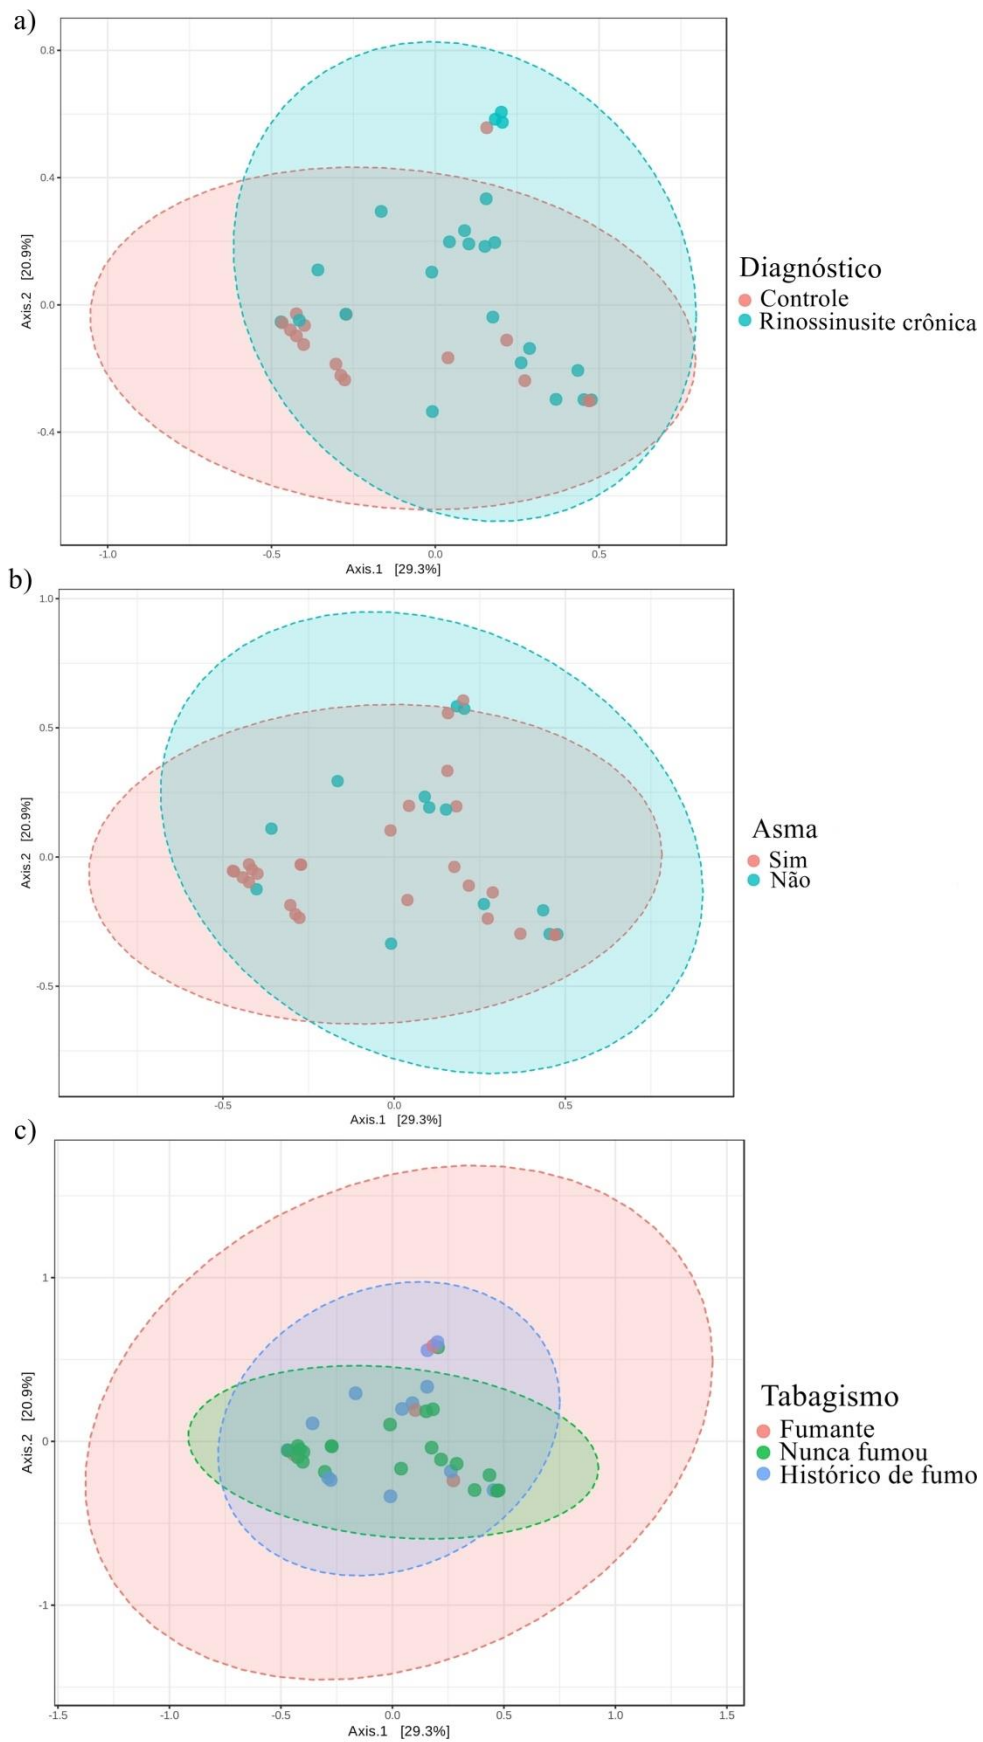 a)
0.8
0.4
0.0
-0.4
Axis.2 [20.9%]
-1.0 -0.5 0.0 0.5
Axis.1 [29.3%]
Diagnóstico
Controle
Rinossinusite crônica
b)
1.0
0.5
0.0
-0.5
Axis.2 [20.9%]
-0.5 0.0 0.5
Axis.1 [29.3%]
Asma
Sim
Não
c)
1
0
-1
Axis.2 [20.9%]
-1.5 -1.0 -0.5 0.0 0.5 1.0 1.5
Axis.1 [29.3%]
Tabagismo
Fumante
Nunca fumou
Histórico de fumo